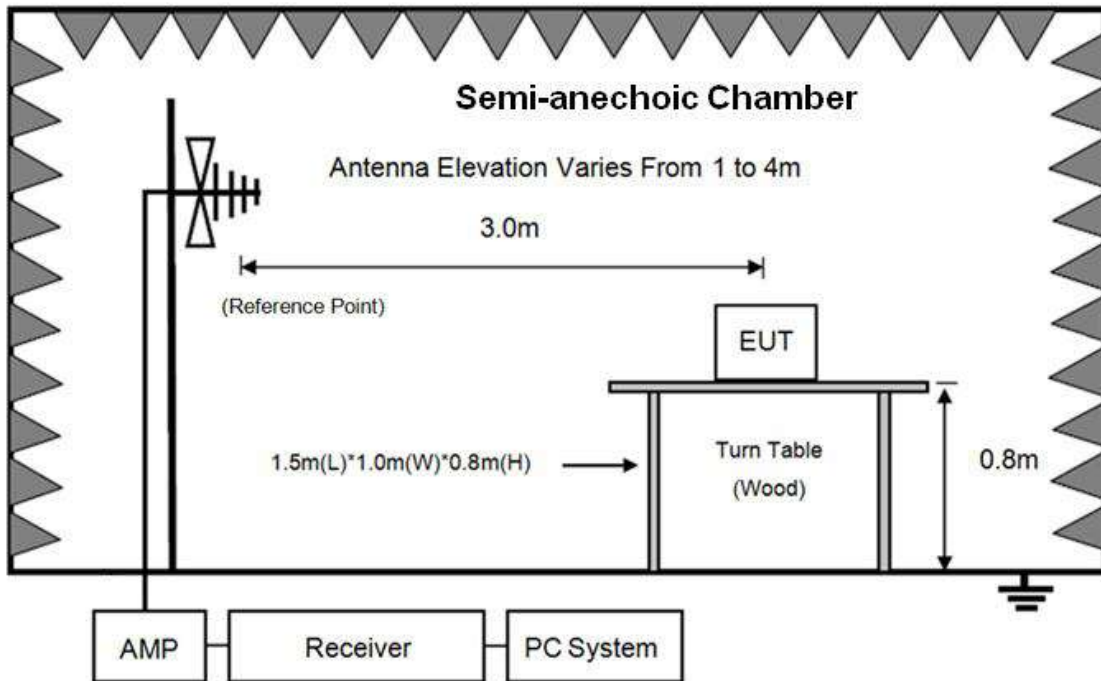 Semi-anechoic Chamber
Antenna Elevation Varies From 1 to 4m
3.0m
(Reference Point)
EUT
1.5m(L)*1.0m(W)*0.8m(H)
Turn Table
(Wood)
0.8m
AMP
Receiver
PC System